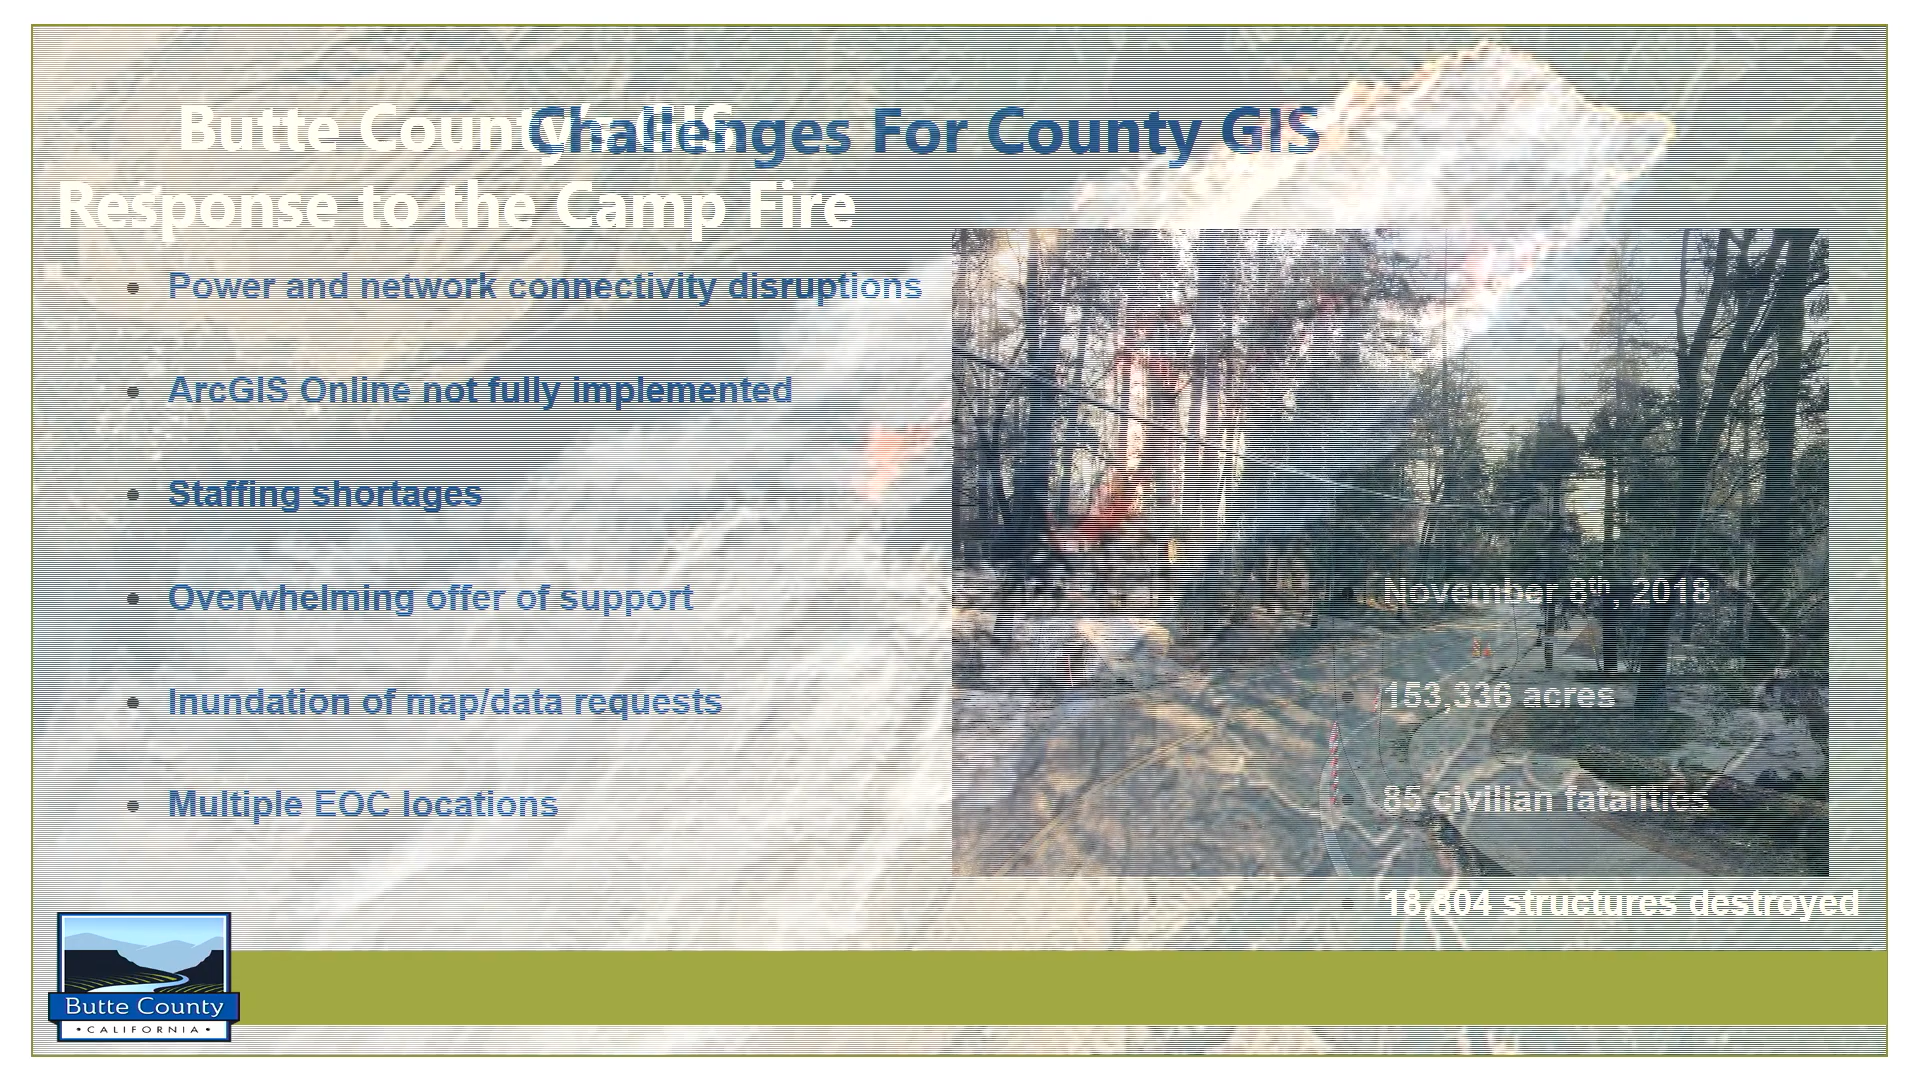 Butte County's GIS
Response to the Camp Fire
Challenges For County GIS
• Power and network connectivity disruptions
• ArcGIS Online not fully implemented
• Staffing shortages
• Overwhelming offer of support
• Inundation of map/data requests
• Multiple EOC locations
• November 8th, 2018
• 153,336 acres
• 85 civilian fatalities
• 18,804 structures destroyed
Butte County
• CALIFORNIA •